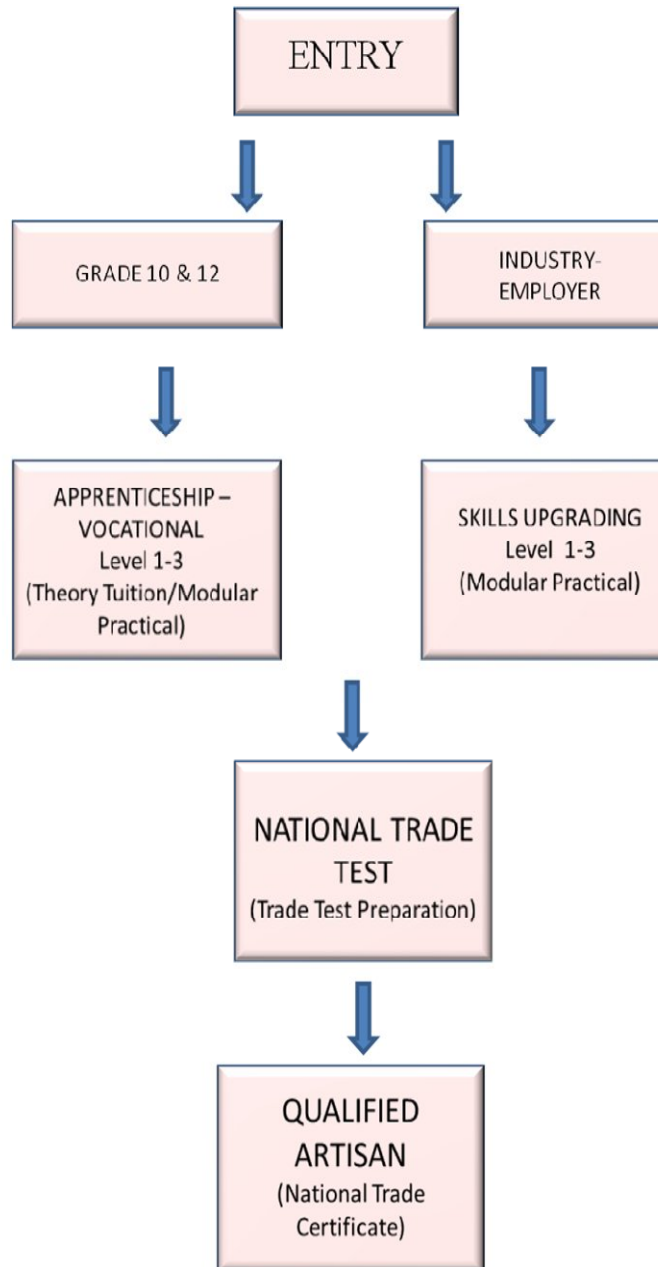 ENTRY
GRADE 10 & 12
INDUSTRY-
EMPLOYER
APPRENTICESHIP –
VOCATIONAL
Level 1-3
(Theory Tuition/Modular
Practical)
SKILLS UPGRADING
Level 1-3
(Modular Practical)
NATIONAL TRADE
TEST
(Trade Test Preparation)
QUALIFIED
ARTISAN
(National Trade
Certificate)